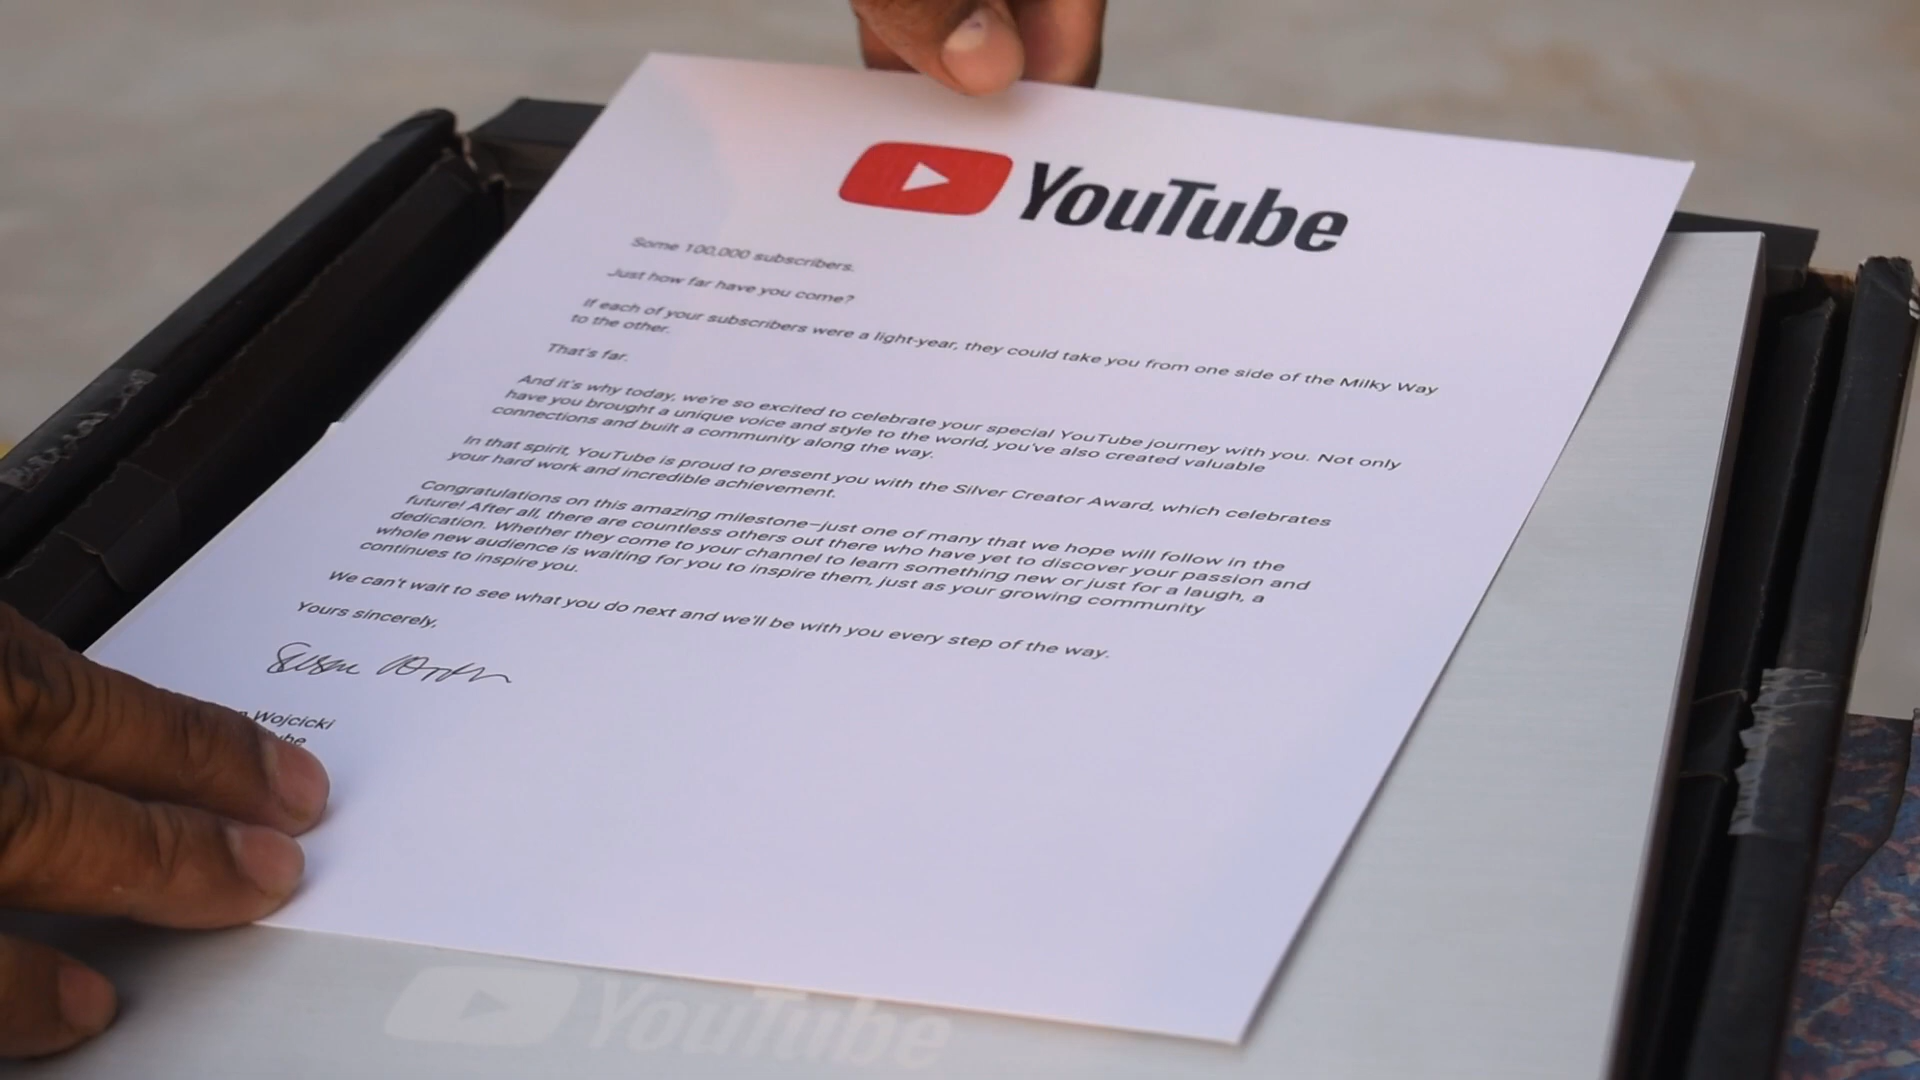 YouTube
Some 100,000 subscribers.
Just how far have you come?
If each of your subscribers were a light-year, they could take you from one side of the Milky Way
to the other.
That's far.
And it's why today, we're so excited to celebrate your special YouTube journey with you. Not only
have you brought a unique voice and style to the world, you've also created valuable
connections and built a community along the way.
In that spirit, YouTube is proud to present you with the Silver Creator Award, which celebrates
your hard work and incredible achievement.
Congratulations on this amazing milestone—just one of many that we hope will follow in the
future! After all, there are countless others out there who have yet to discover your passion and
dedication. Whether they come to your channel to learn something new or just for a laugh, a
whole new audience is waiting for you to inspire them, just as your growing community
continues to inspire you.
We can't wait to see what you do next and we'll be with you every step of the way.
Yours sincerely,
Wojcicki
YouTube